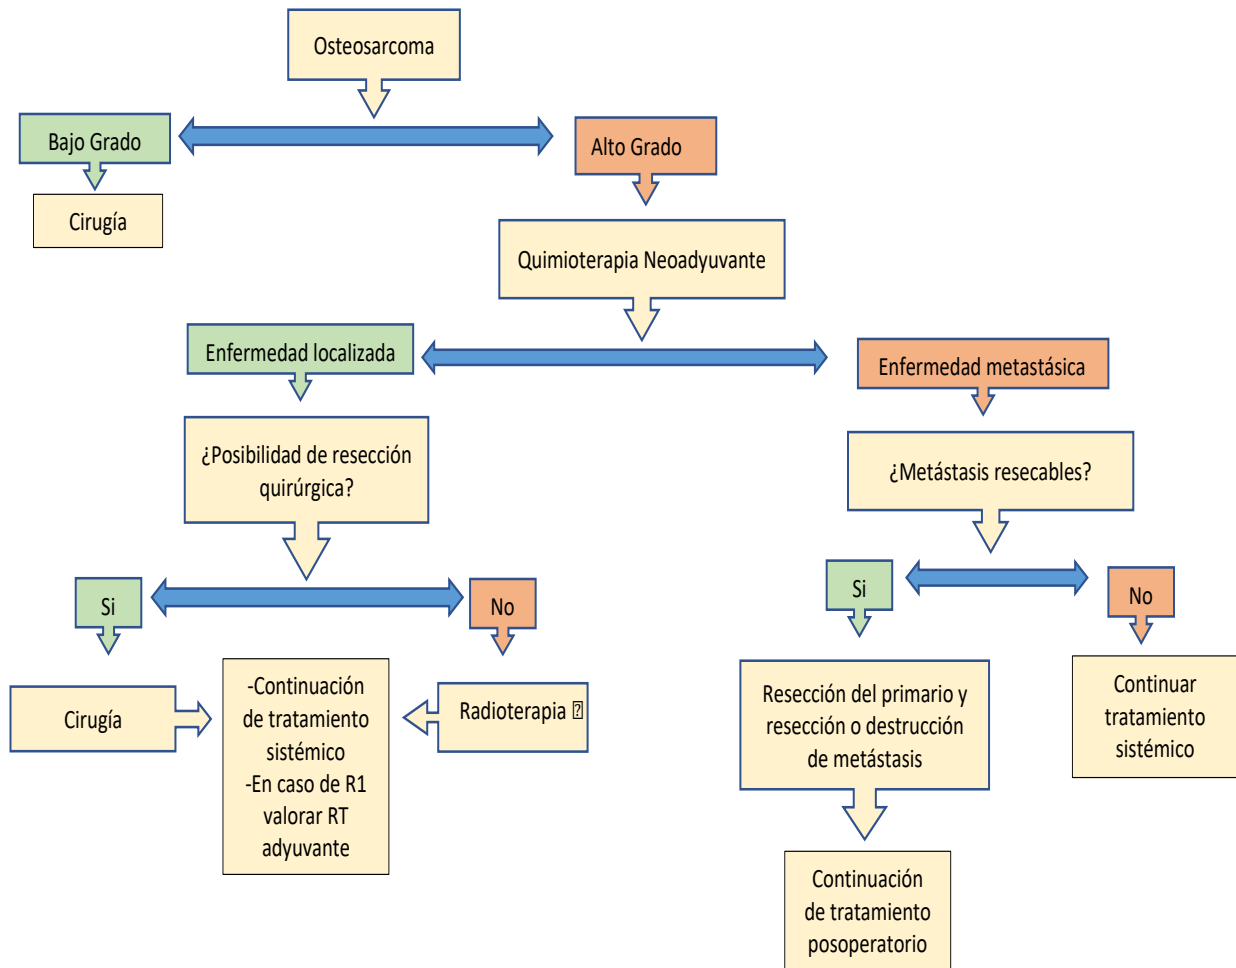 Osteosarcoma
Bajo Grado
Alto Grado
Cirugía
Quimioterapia Neoadyuvante
Enfermedad localizada
Enfermedad metastásica
¿Posibilidad de resección
quirúrgica?
¿Metástasis resecables?
Si
No
Si
No
Cirugía
-Continuación
de tratamiento
sistémico
-En caso de R1
valorar RT
adyuvante
Radioterapia
Resección del primario y
resección o destrucción
de metástasis
Continuar
tratamiento
sistémico
Continuación
de tratamiento
posoperatorio